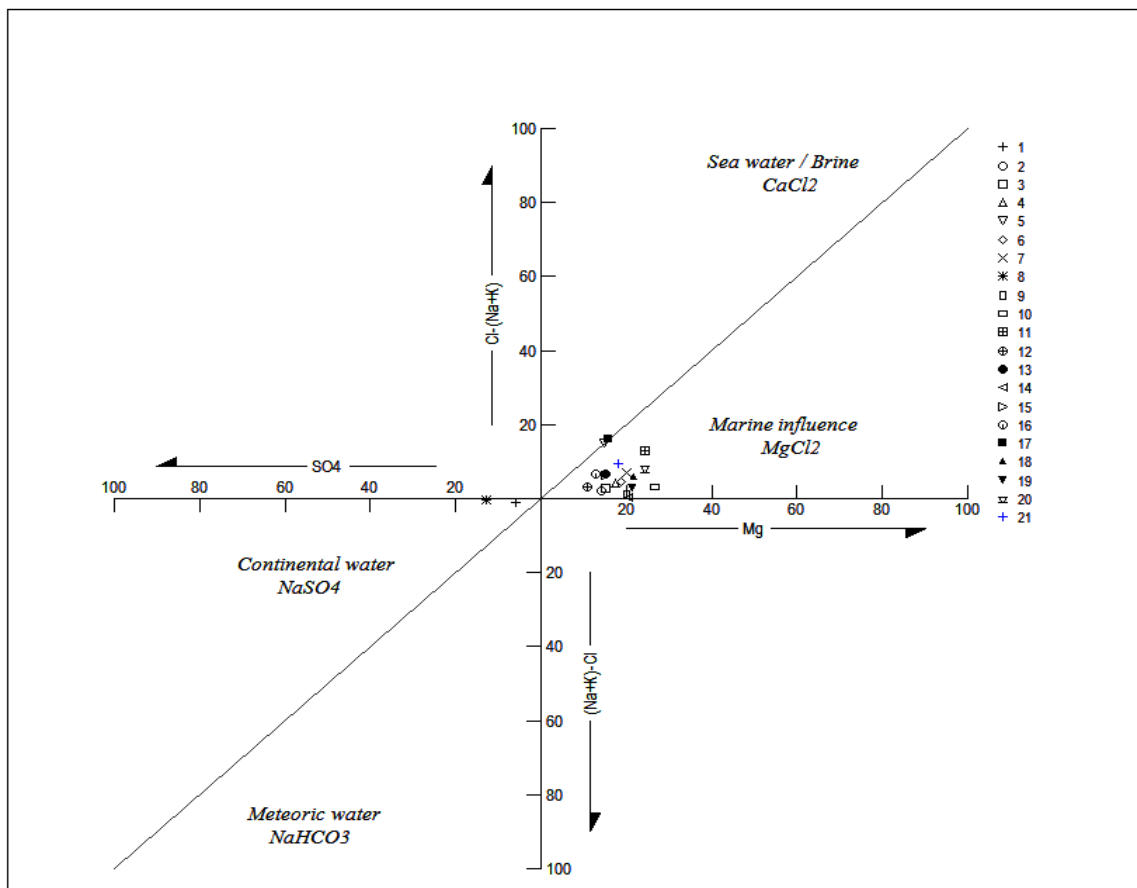 100
Sea water / Brine
CaCl2
80
60
Cl-(Na+K)
40
20
Marine influence
MgCl2
SO4
100 80 60 40 20
20 40 60 80 100
Mg
Continental water
NaSO4
20
40
(Na+K)-Cl
60
80
Meteoric water
NaHCO3
100
1
2
3
4
5
6
7
8
9
10
11
12
13
14
15
16
17
18
19
20
21